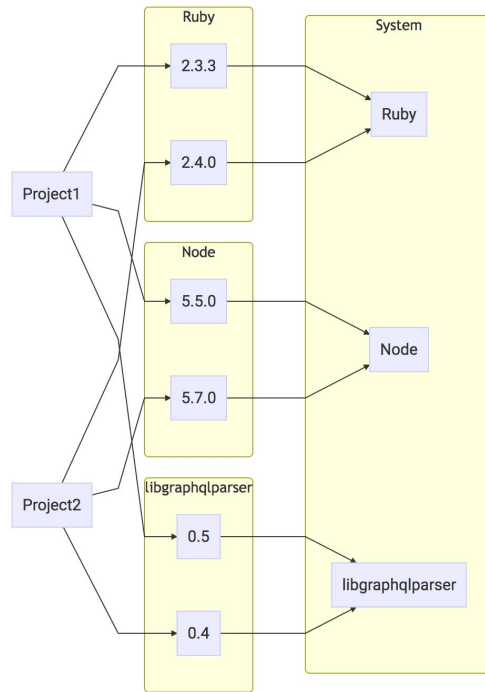 Ruby
System
2.3.3
Ruby
2.4.0
Project1
Node
5.5.0
Node
5.7.0
libgraphqlparser
Project2
0.5
libgraphqlparser
0.4